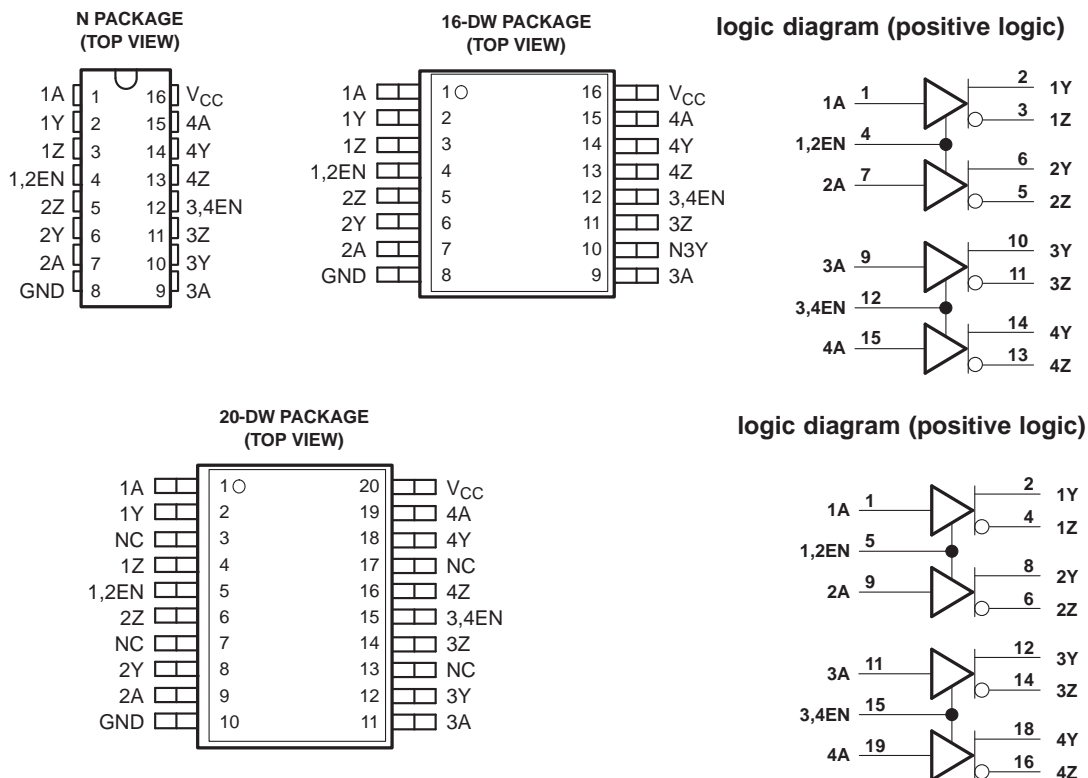 N PACKAGE
(TOP VIEW)
1A 1 16 VCC
1Y 2 15 4A
1Z 3 14 4Y
1,2EN 4 13 4Z
2Z 5 12 3,4EN
2Y 6 11 3Z
2A 7 10 3Y
GND 8 9 3A
16-DW PACKAGE
(TOP VIEW)
1A 1 16 VCC
1Y 2 15 4A
1Z 3 14 4Y
1,2EN 4 13 4Z
2Z 5 12 3,4EN
2Y 6 11 3Z
2A 7 10 N3Y
GND 8 9 3A
logic diagram (positive logic)
1A 1 2 1Y
3 1Z
1,2EN 4
2A 7 6 2Y
5 2Z
3A 9 10 3Y
11 3Z
3,4EN 12
4A 15 14 4Y
13 4Z
20-DW PACKAGE
(TOP VIEW)
1A 1 20 VCC
1Y 2 19 4A
NC 3 18 4Y
1Z 4 17 NC
1,2EN 5 16 4Z
2Z 6 15 3,4EN
NC 7 14 3Z
2Y 8 13 NC
2A 9 12 3Y
GND 10 11 3A
logic diagram (positive logic)
1A 1 2 1Y
4 1Z
1,2EN 5
2A 9 8 2Y
6 2Z
3A 11 12 3Y
14 3Z
3,4EN 15
4A 19 18 4Y
16 4Z